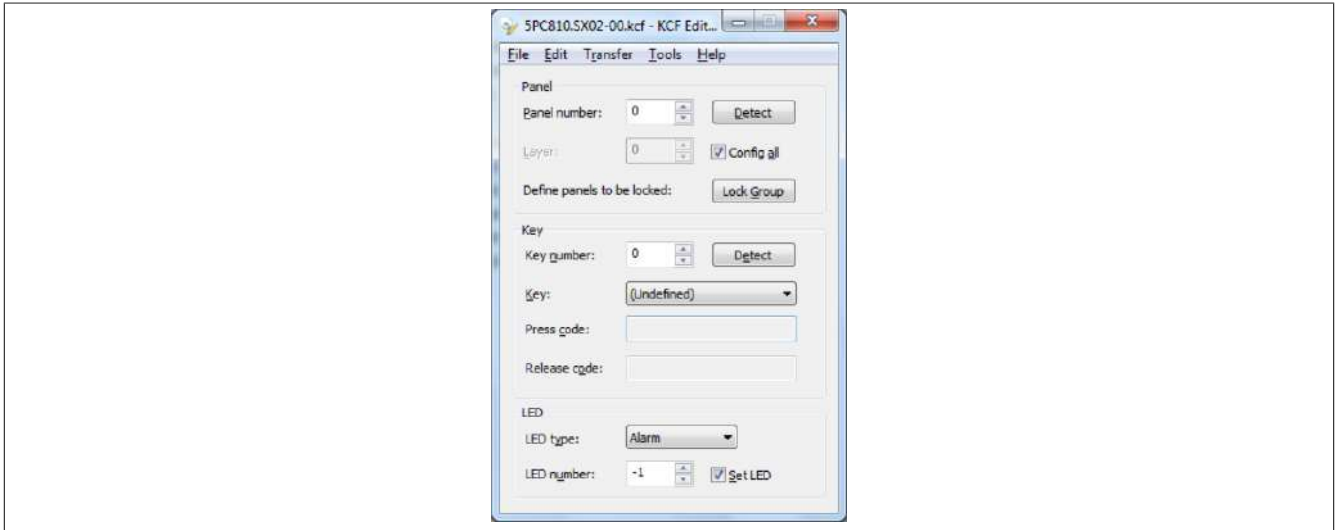 5PC810.SX02-00.kcf - KCF Edit...
File Edit Transfer Tools Help
Panel
Panel number: 0 Detect
Layer: 0 Config all
Define panels to be locked: Lock Group
Key
Key number: 0 Detect
Key: (Undefined)
Press code:
Release code:
LED
LED type: Alarm
LED number: -1 Set LED